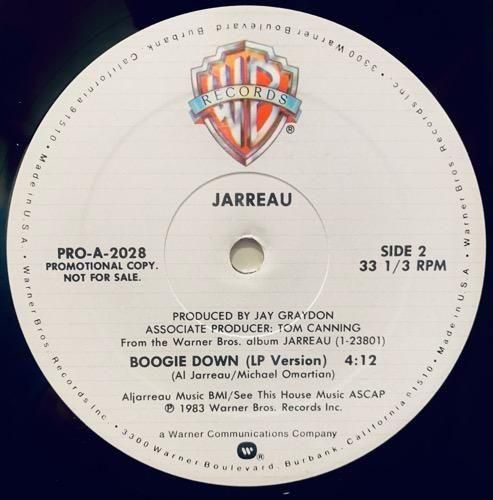 WB
RECORDS
®
JARREAU
PRO-A-2028
PROMOTIONAL COPY.
NOT FOR SALE.
SIDE 2
33 1/3 RPM
PRODUCED BY JAY GRAYDON
ASSOCIATE PRODUCER: TOM CANNING
From the Warner Bros. album JARREAU (1-23801)
BOOGIE DOWN (LP Version) 4:12
(Al Jarreau/Michael Omartian)
Aljarreau Music BMI/See This House Music ASCAP
℗ 1983 Warner Bros. Records Inc.
a Warner Communications Company
W®
Made in U.S.A. • Warner Bros. Records Inc. • 3300 Warner Boulevard, Burbank, California 91510 • Made in U.S.A. • Warner Bros. Records Inc. • 3300 Warner Boulevard, Burbank, California 91510 •